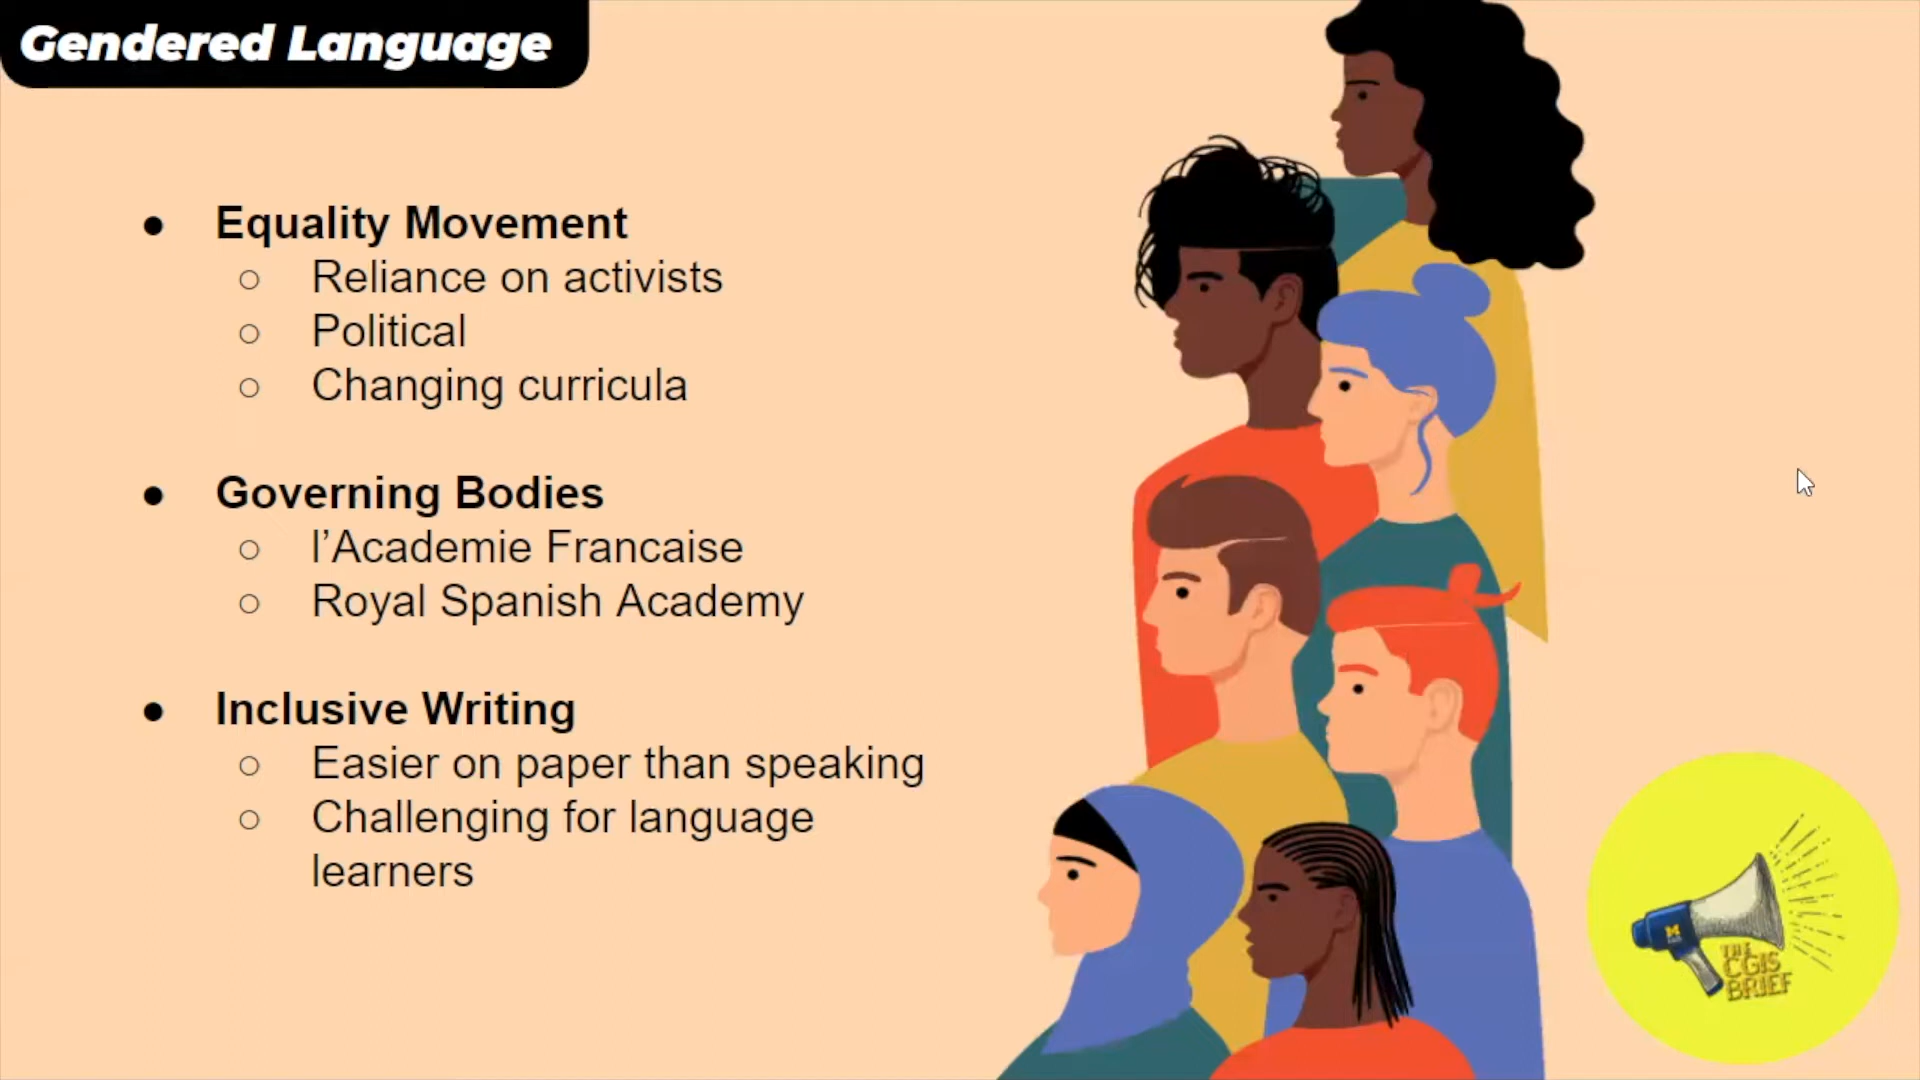 Gendered Language
● Equality Movement
○ Reliance on activists
○ Political
○ Changing curricula
● Governing Bodies
○ l’Academie Francaise
○ Royal Spanish Academy
● Inclusive Writing
○ Easier on paper than speaking
○ Challenging for language
learners
M
THE
CGIS
BRIEF